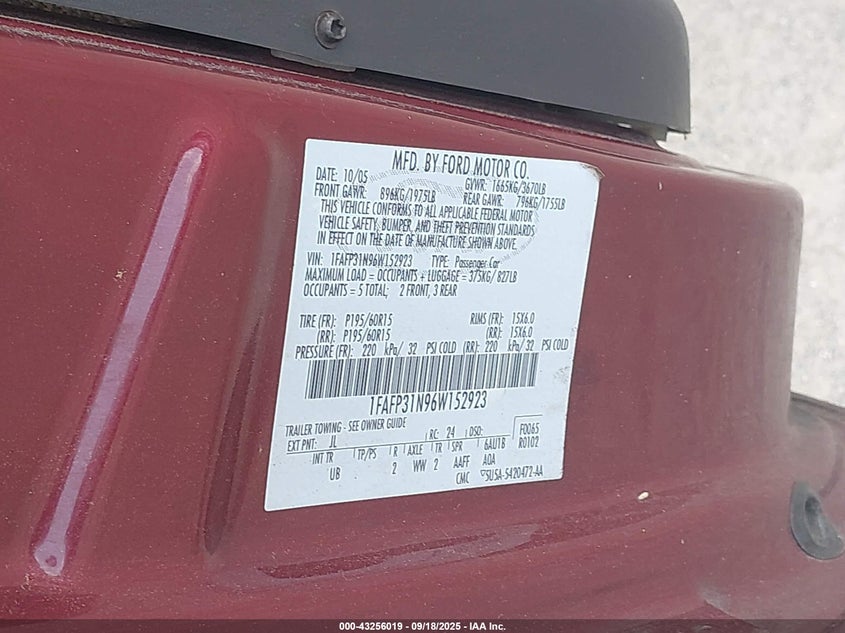 MFD. BY FORD MOTOR CO.
DATE: 10/05 GVWR: 1665KG/3670LB
FRONT GAWR: 896KG/1975LB REAR GAWR: 796KG/1755LB
THIS VEHICLE CONFORMS TO ALL APPLICABLE FEDERAL MOTOR
VEHICLE SAFETY, BUMPER, AND THEFT PREVENTION STANDARDS
IN EFFECT ON THE DATE OF MANUFACTURE SHOWN ABOVE.
VIN: 1FAFP31N96W152923 TYPE: Passenger Car
MAXIMUM LOAD = OCCUPANTS + LUGGAGE = 375KG/ 827LB
OCCUPANTS = 5 TOTAL; 2 FRONT, 3 REAR
TIRE (FR): P195/60R15 RIMS (FR): 15X6.0
(RR): P195/60R15 (RR): 15X6.0
PRESSURE (FR): 220 kPa/ 32 PSI COLD (RR): 220 kPa/ 32 PSI COLD
1FAFP31N96W152923
TRAILER TOWING - SEE OWNER GUIDE
EXT PNT: JL RC: 24 DSO: F0065
INT TR TP/PS R AXLE TR SPR 6AUTB R0102
UB 2 WW 2 AAFF AQA
CMC 5U5A-5420472-AA
000-43256019 - 09/18/2025 - IAA Inc.